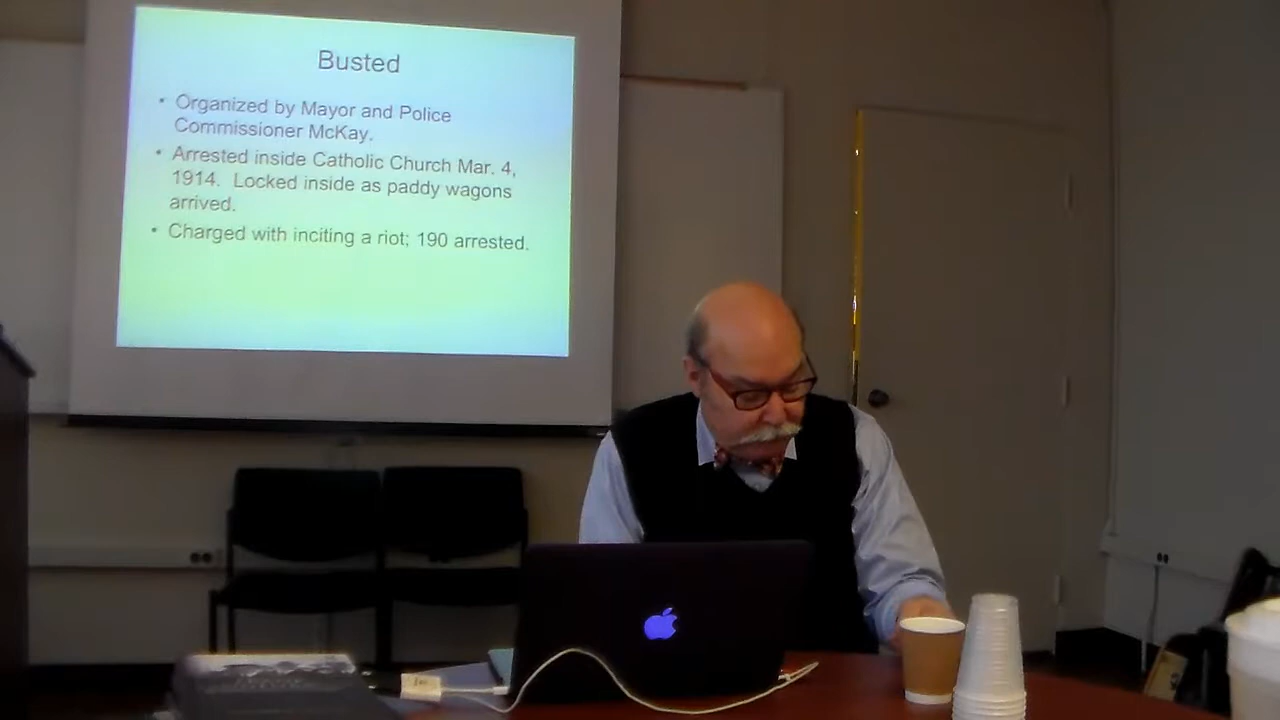 Busted
• Organized by Mayor and Police
Commissioner McKay.
• Arrested inside Catholic Church Mar. 4,
1914. Locked inside as paddy wagons
arrived.
• Charged with inciting a riot; 190 arrested.